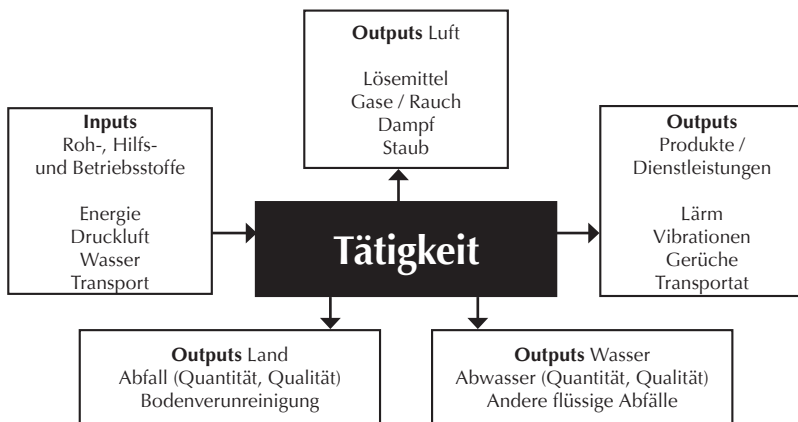 Outputs Luft
Lösemittel
Gase / Rauch
Dampf
Staub
Inputs
Roh-, Hilfs-
und Betriebsstoffe
Energie
Druckluft
Wasser
Transport
Tätigkeit
Outputs
Produkte /
Dienstleistungen
Lärm
Vibrationen
Gerüche
Transportat
Outputs Land
Abfall (Quantität, Qualität)
Bodenverunreinigung
Outputs Wasser
Abwasser (Quantität, Qualität)
Andere flüssige Abfälle